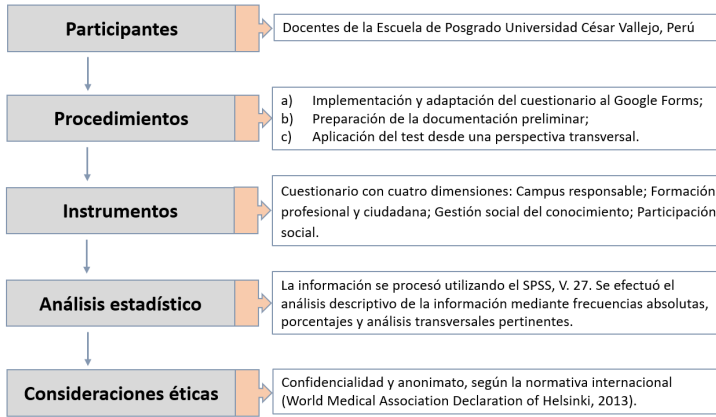 Participantes
Docentes de la Escuela de Posgrado Universidad César Vallejo, Perú
Procedimientos
a) Implementación y adaptación del cuestionario al Google Forms;
b) Preparación de la documentación preliminar;
c) Aplicación del test desde una perspectiva transversal.
Instrumentos
Cuestionario con cuatro dimensiones: Campus responsable; Formación
profesional y ciudadana; Gestión social del conocimiento; Participación
social.
Análisis estadístico
La información se procesó utilizando el SPSS, V. 27. Se efectuó el
análisis descriptivo de la información mediante frecuencias absolutas,
porcentajes y análisis transversales pertinentes.
Consideraciones éticas
Confidencialidad y anonimato, según la normativa internacional
(World Medical Association Declaration of Helsinki, 2013).